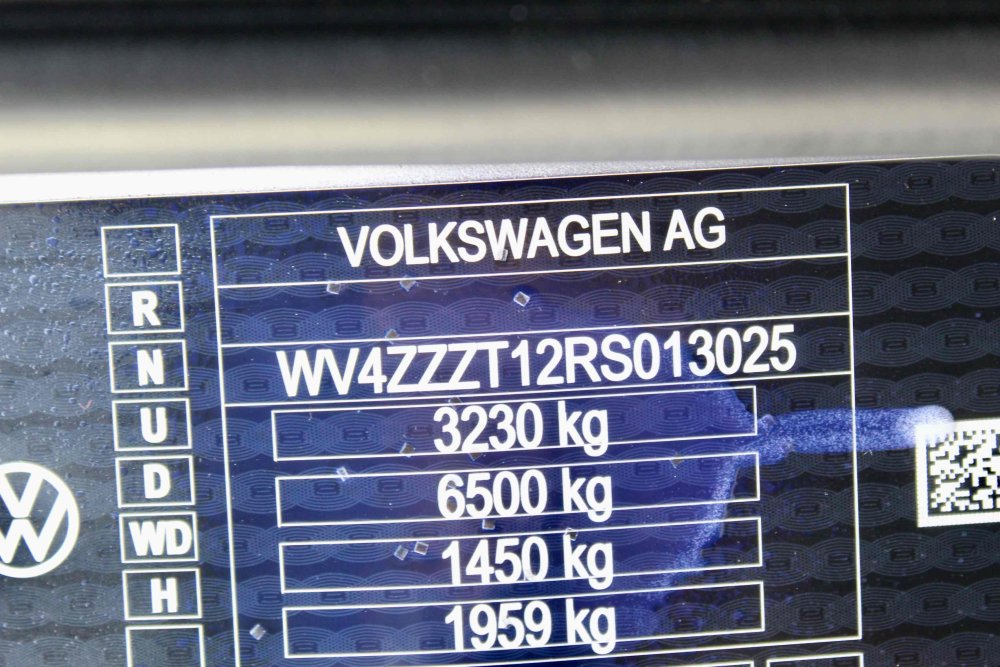 VOLKSWAGEN AG
R
WV4ZZZT12RS013025
N
3230 kg
U
6500 kg
D
1450 kg
WD
1959 kg
H